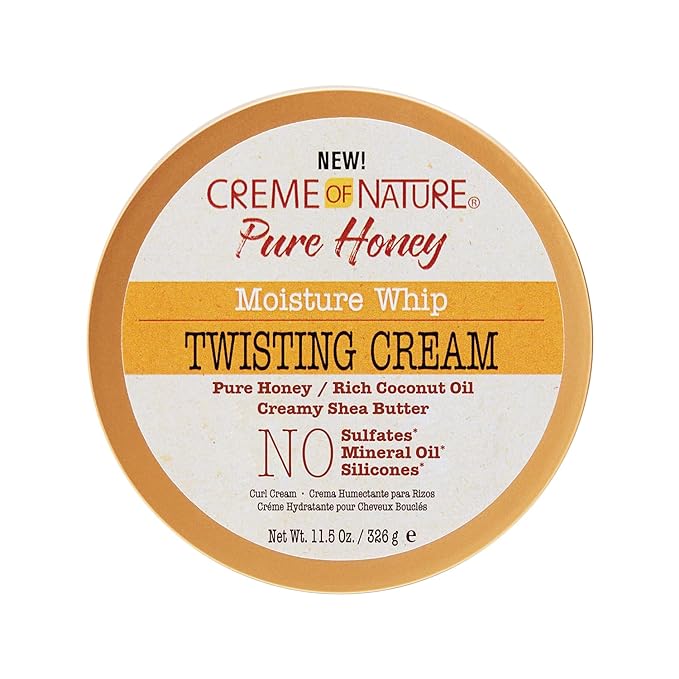 NEW!
CREME OF NATURE®
Pure Honey
Moisture Whip
TWISTING CREAM
Pure Honey / Rich Coconut Oil
Creamy Shea Butter
NO
Sulfates*
Mineral Oil*
Silicones*
Curl Cream • Crema Humectante para Rizos
Créme Hydratante pour Cheveux Bouclés
Net Wt. 11.5 Oz. / 326 g ℮